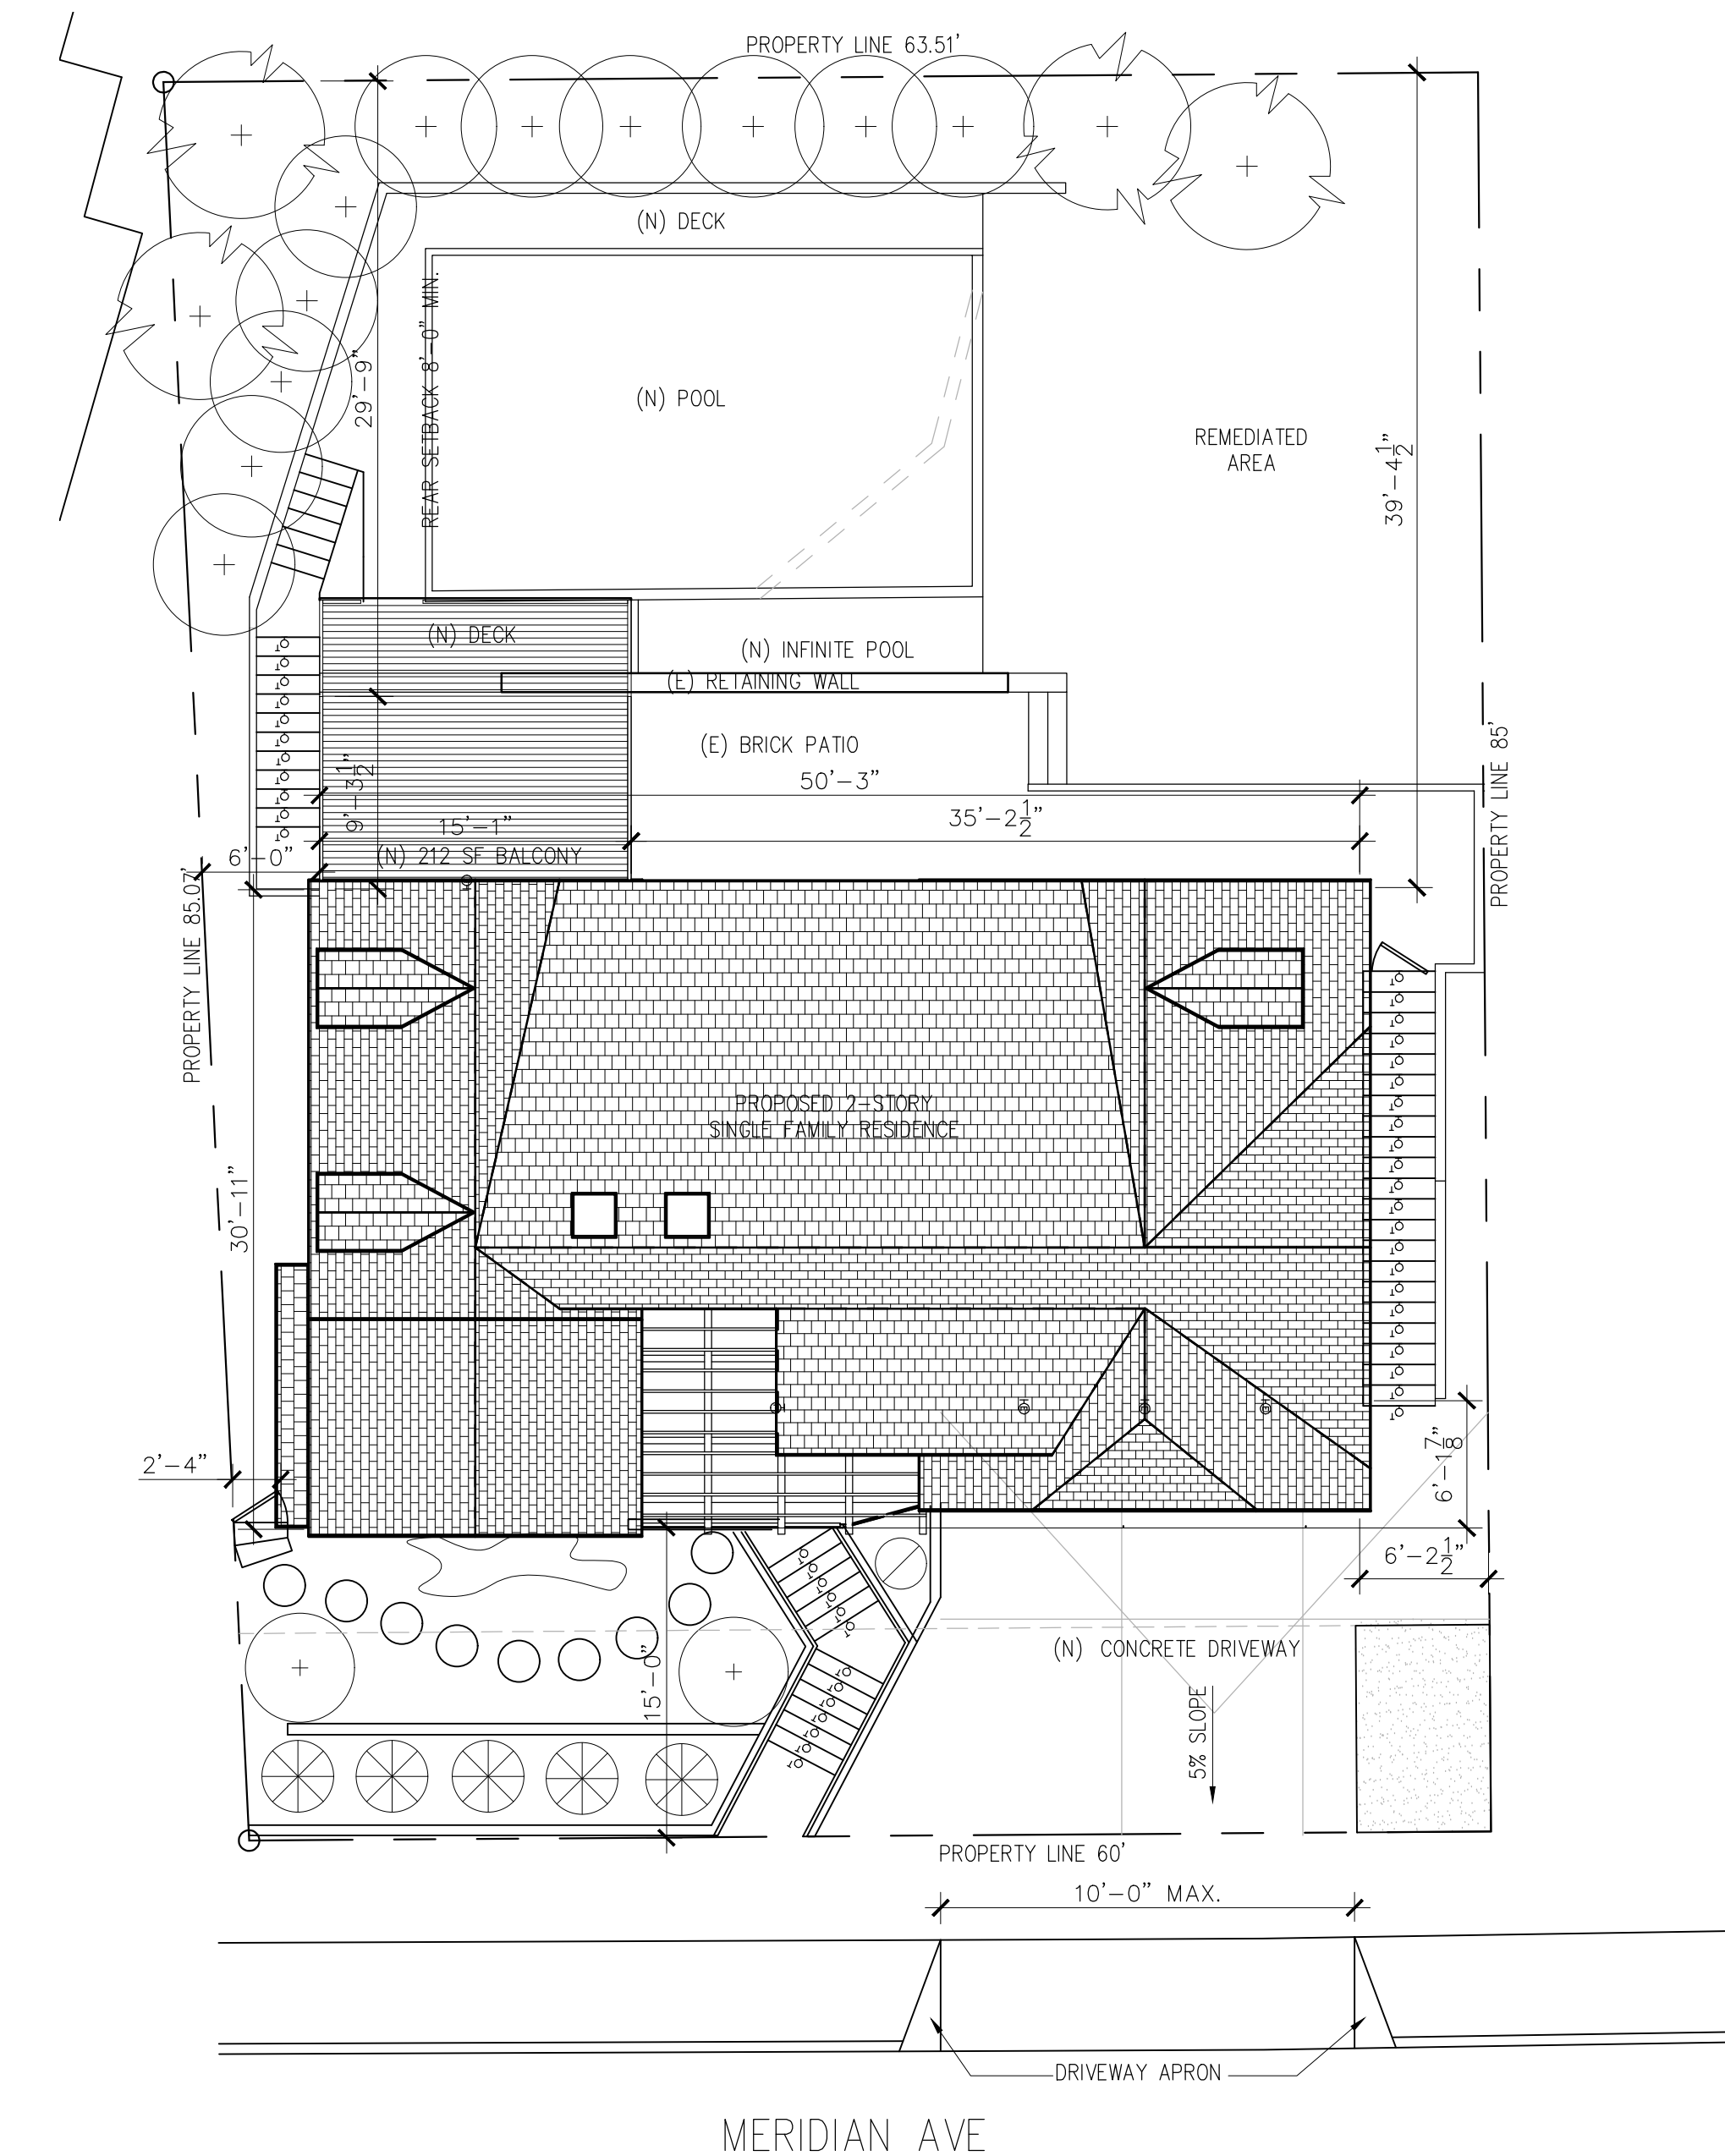 PROPERTY LINE 63.51'
(N) DECK
29'-9"
REAR SETBACK 8'-0" MIN.
(N) POOL
REMEDIATED
AREA
39'-4 1/2"
(N) DECK
(N) INFINITE POOL
(E) RETAINING WALL
(E) BRICK PATIO
PROPERTY LINE 85'
50'-3"
9'-3 1/2"
15'-1"
35'-2 1/2"
6'-0"
(N) 212 SF BALCONY
PROPERTY LINE 85.07'
PROPOSED 2-STORY
SINGLE FAMILY RESIDENCE
30'-11"
2'-4"
6'-1 7/8"
6'-2 1/2"
15'-0"
(N) CONCRETE DRIVEWAY
5% SLOPE
PROPERTY LINE 60'
10'-0" MAX.
DRIVEWAY APRON
MERIDIAN AVE